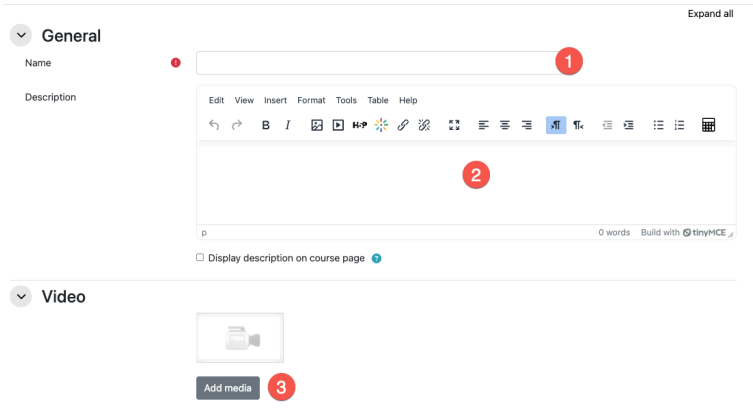 Expand all
General
Name
1
Description
Edit View Insert Format Tools Table Help
B I H-P
2
p 0 words Build with tinyMCE
Display description on course page ?
Video
Add media 3